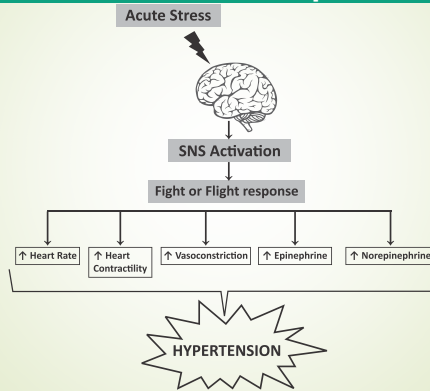 Acute Stress
SNS Activation
Fight or Flight response
↑ Heart Rate
↑ Heart
Contractility
↑ Vasoconstriction
↑ Epinephrine
↑ Norepinephrine
HYPERTENSION